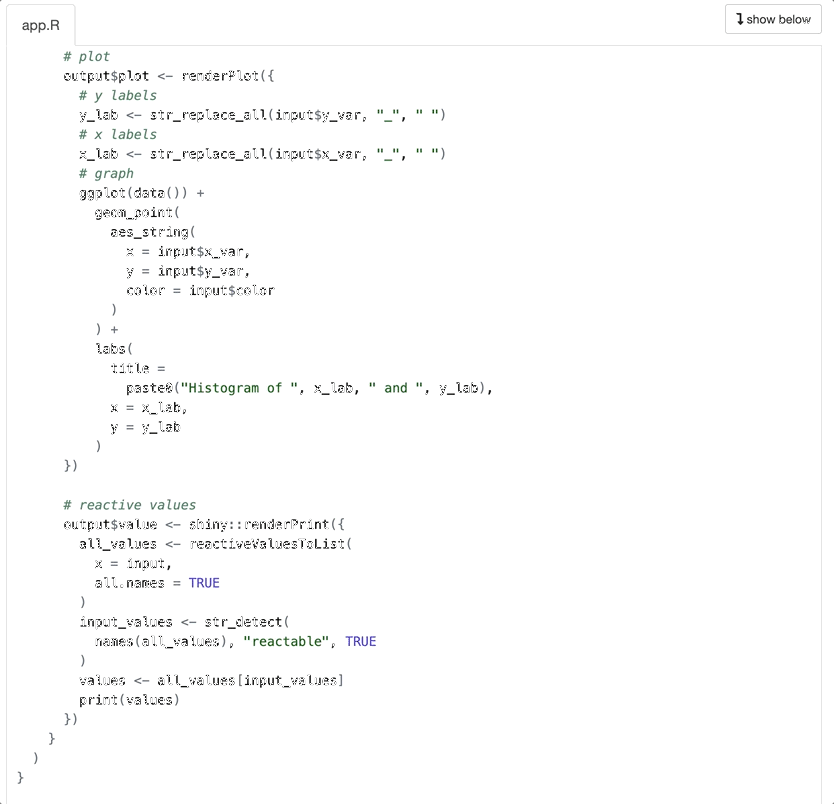 app.R
show below
# plot
output$plot <- renderPlot({
# y labels
y_lab <- str_replace_all(input$y_var, "_", " ")
# x labels
x_lab <- str_replace_all(input$x_var, "_", " ")
# graph
ggplot(data()) +
geom_point(
aes_string(
x = input$x_var,
y = input$y_var,
color = input$color
)
) +
labs(
title =
paste0("Histogram of ", x_lab, " and ", y_lab),
x = x_lab,
y = y_lab
)
})
# reactive values
output$value <- shiny::renderPrint({
all_values <- reactiveValuesToList(
x = input,
all.names = TRUE
)
input_values <- str_detect(
names(all_values), "reactable", TRUE
)
values <- all_values[input_values]
print(values)
})
}
)
}